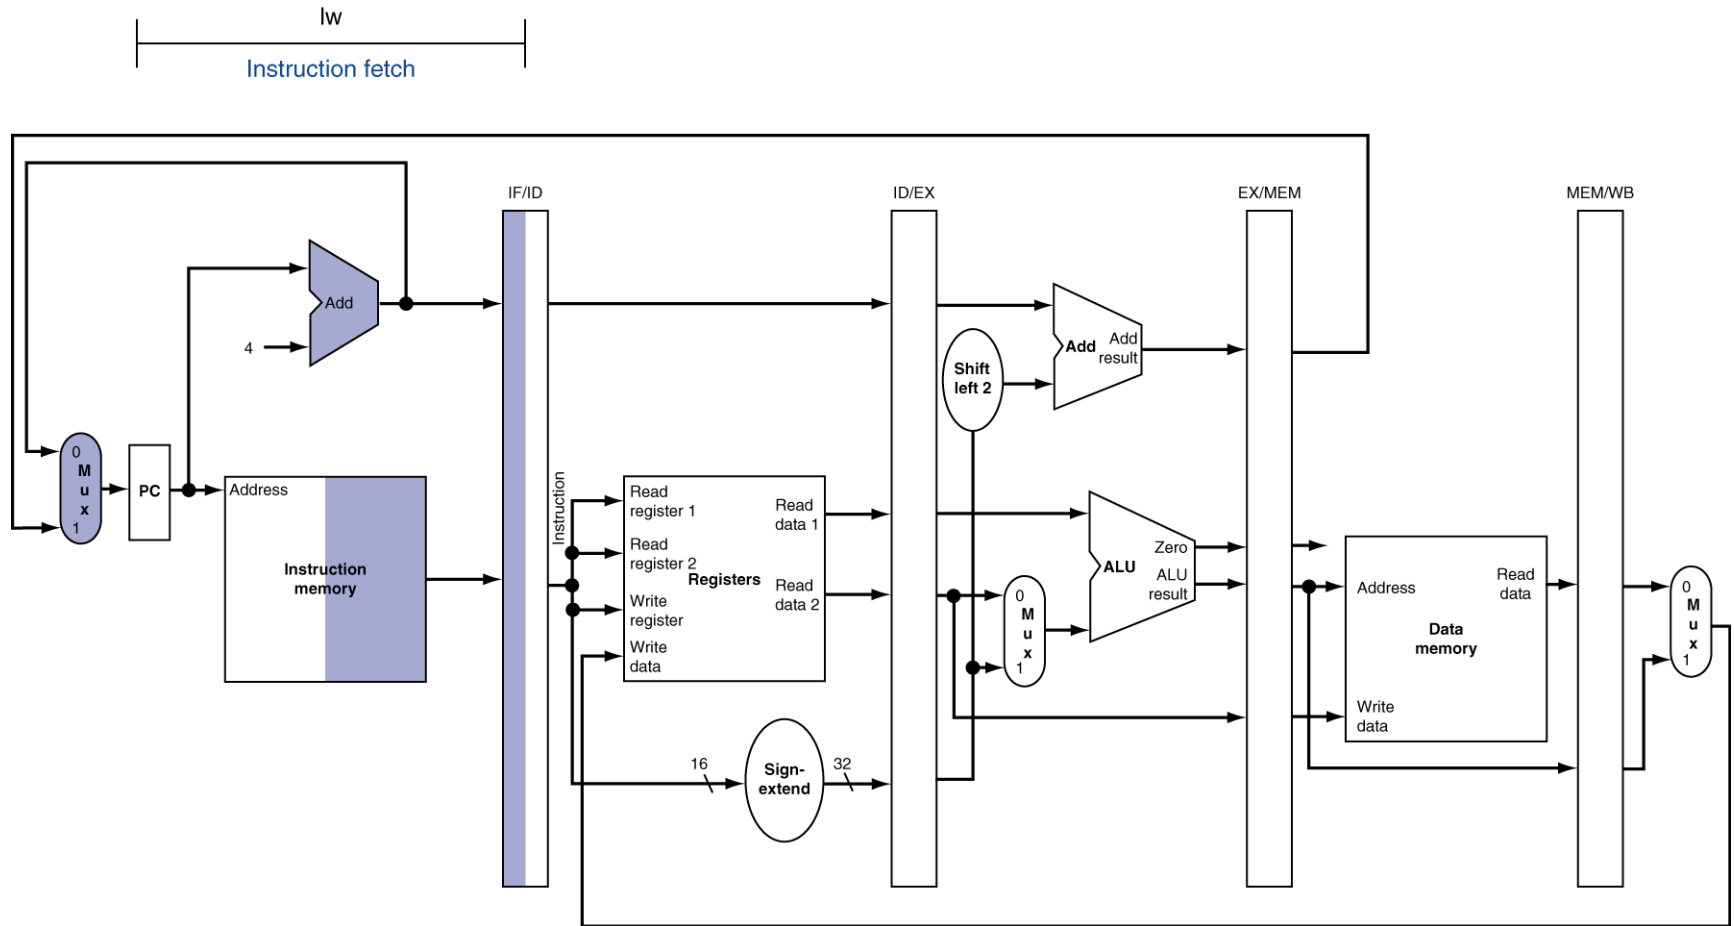 lw
Instruction fetch
IF/ID
ID/EX
EX/MEM
MEM/WB
Add
4
Add
Add
result
Shift
left 2
0
M
u
x
1
PC
Address
Instruction
memory
Instruction
Read
register 1
Read
register 2
Write
register
Write
data
Registers
Read
data 1
Read
data 2
16
Sign-
extend
32
0
M
u
x
1
ALU
Zero
ALU
result
Address
Read
data
Data
memory
Write
data
0
M
u
x
1